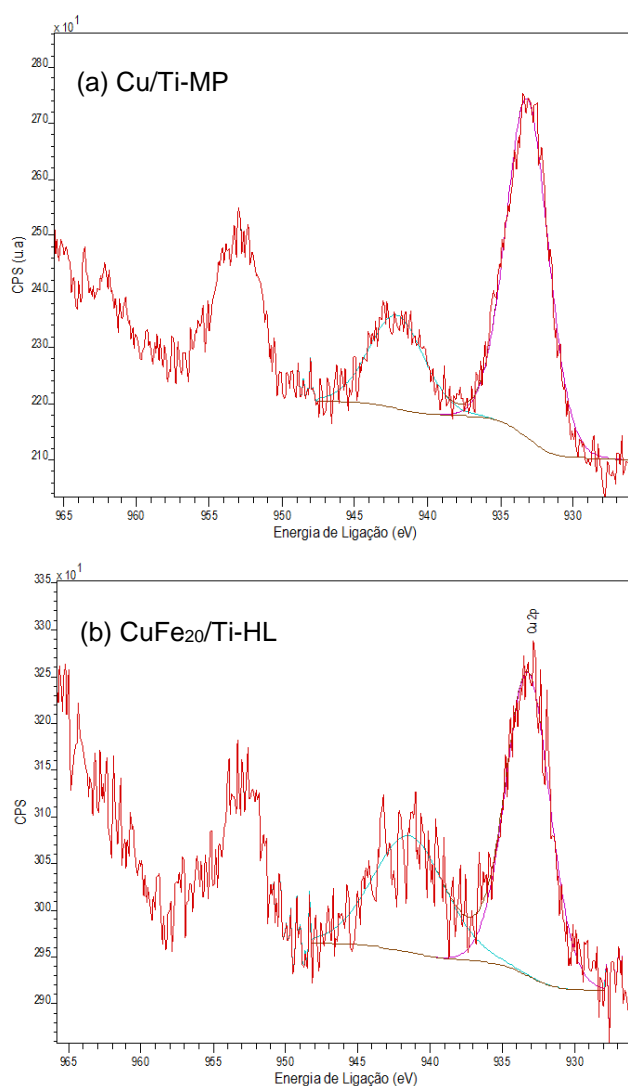 x 10¹
(a) Cu/Ti-MP
280
270
260
250
240
230
220
210
CPS (u.a)
965 960 955 950 945 940 935 930
Energia de Ligação (eV)
335 x 10¹
(b) CuFe₂₀/Ti-HL
Cu 2p
330
325
320
315
310
305
300
295
290
CPS
965 960 955 950 945 940 935 930
Energia de Ligação (eV)